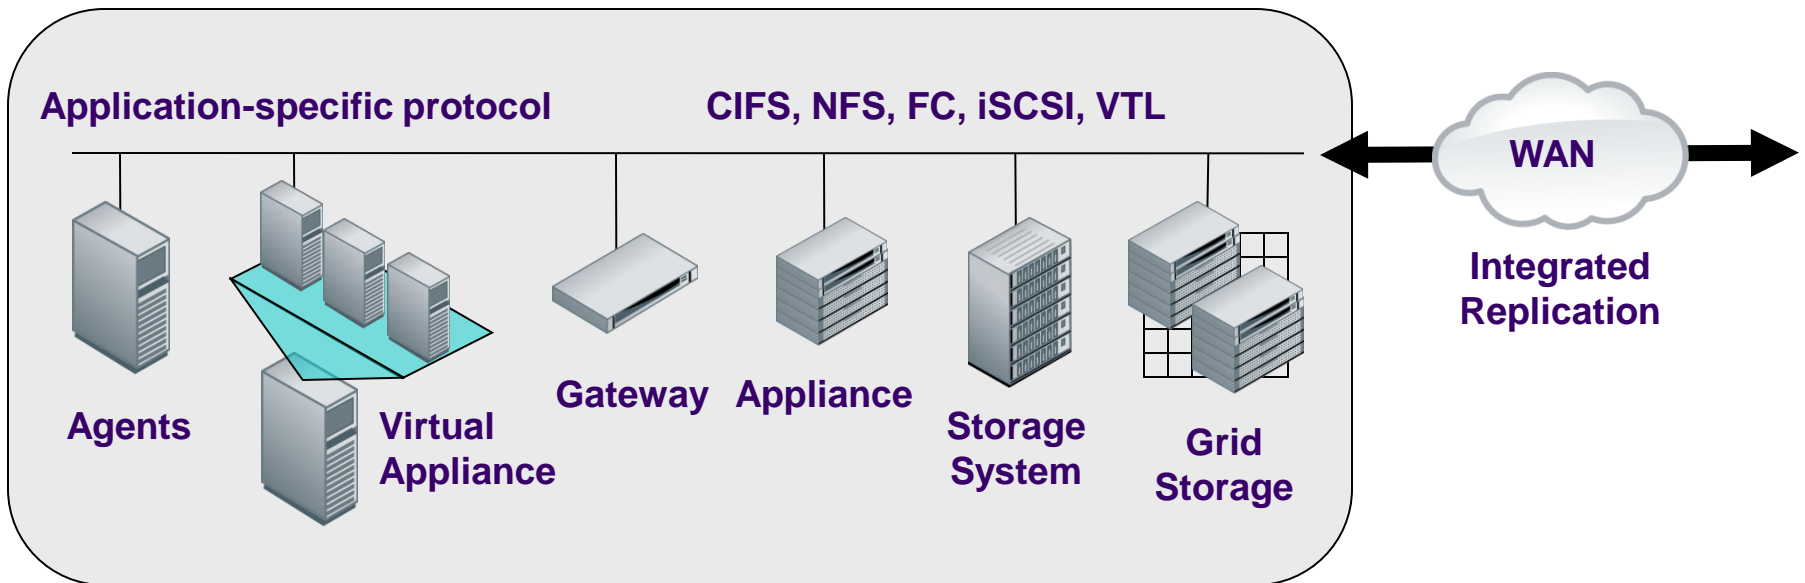 Application-specific protocol
CIFS, NFS, FC, iSCSI, VTL
WAN
Integrated
Replication
Agents
Virtual
Appliance
Gateway
Appliance
Storage
System
Grid
Storage